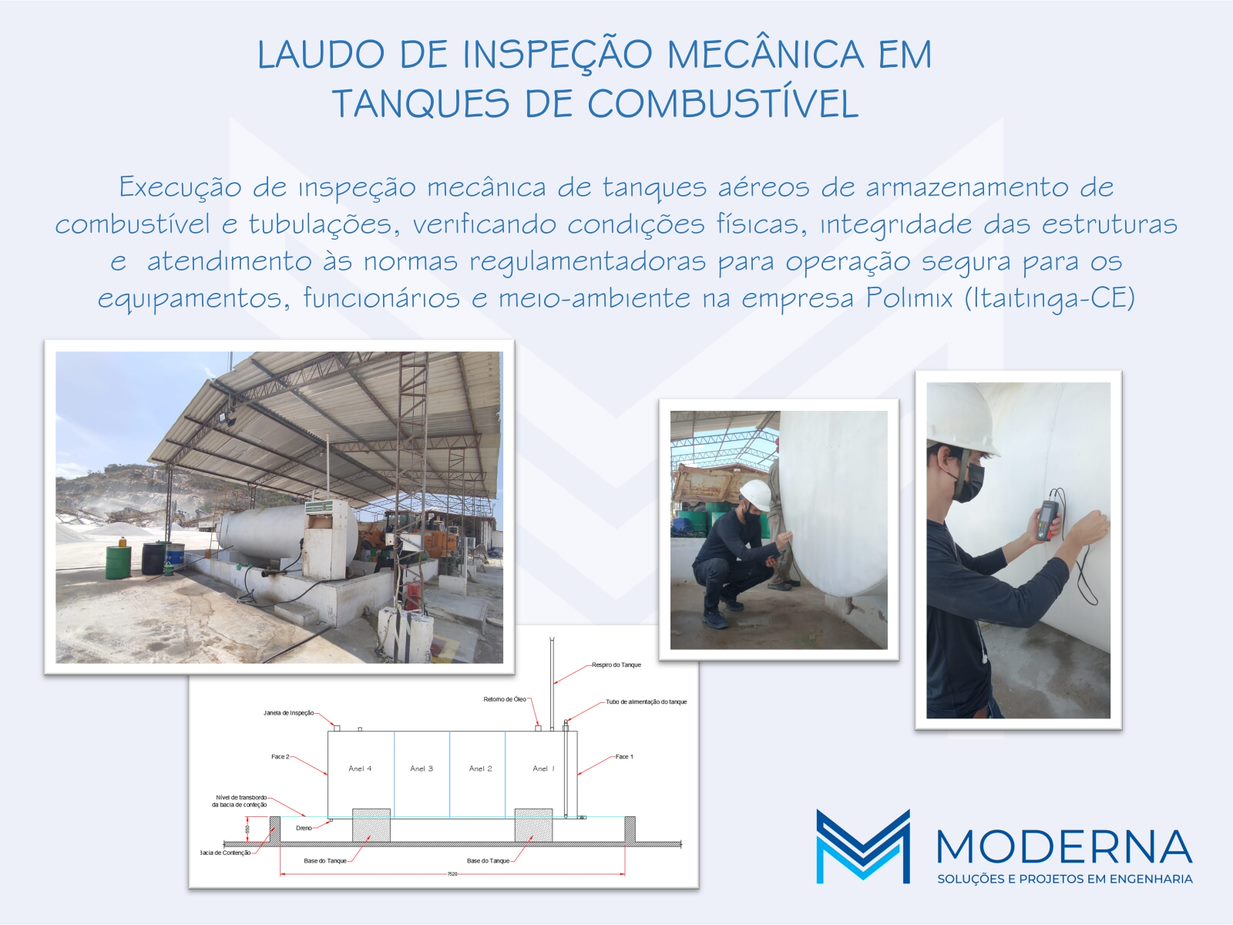 LAUDO DE INSPEÇÃO MECÂNICA EM
TANQUES DE COMBUSTÍVEL
Execução de inspeção mecânica de tanques aéreos de armazenamento de
combustível e tubulações, verificando condições físicas, integridade das estruturas
e atendimento às normas regulamentadoras para operação segura para os
equipamentos, funcionários e meio-ambiente na empresa Polimix (Itaitinga-CE)
Respiro do Tanque
Retorno de Óleo
Tubo de alimentação do tanque
Janela de Inspeção
Face 2
Anel 4
Anel 3
Anel 2
Anel 1
Face 1
Nível de transbordo
da bacia de conteção
Dreno
650
Bacia de Contenção
Base do Tanque
Base do Tanque
7520
MODERNA
SOLUÇÕES E PROJETOS EM ENGENHARIA